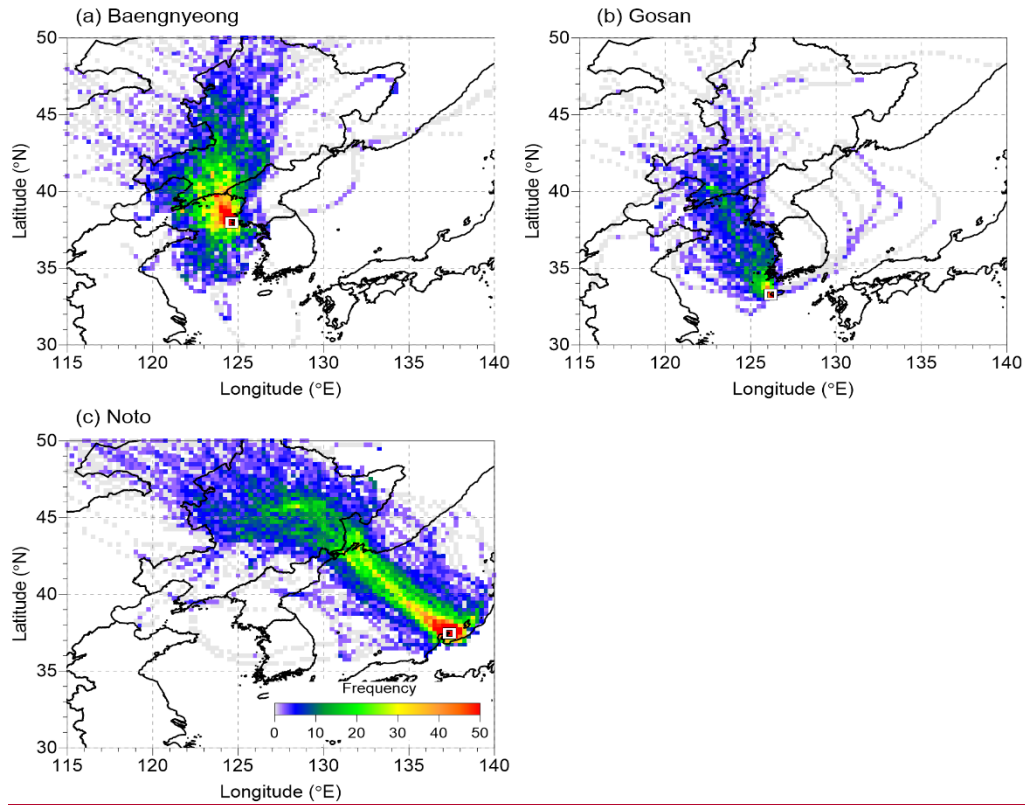 (a) Baengnyeong
50
45
40
35
30
Latitude (°N)
115 120 125 130 135 140
Longitude (°E)
(b) Gosan
50
45
40
35
30
Latitude (°N)
115 120 125 130 135 140
Longitude (°E)
(c) Noto
50
45
40
35
30
Latitude (°N)
Frequency
0 10 20 30 40 50
115 120 125 130 135 140
Longitude (°E)